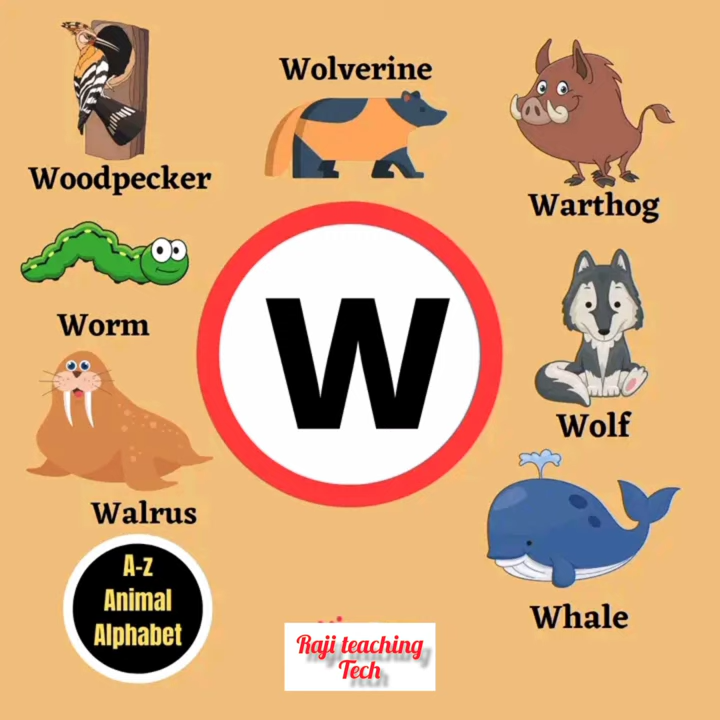 Wolverine
Woodpecker
Warthog
Worm
W
Wolf
Walrus
A-z
Animal
Alphabet
Whale
Raji teaching
Tech